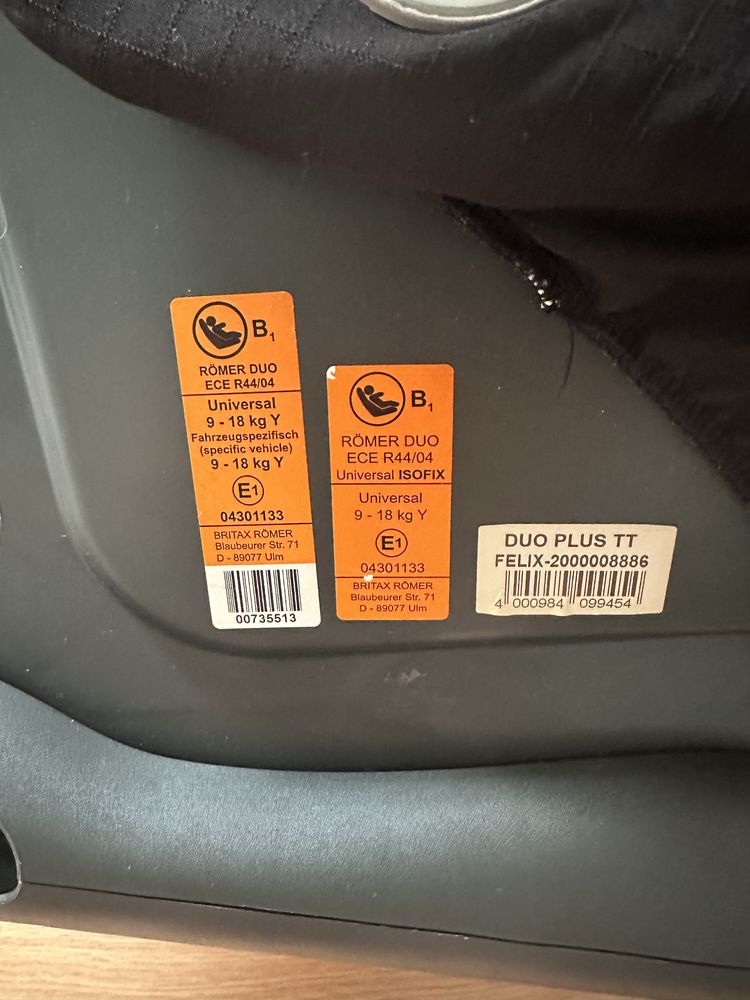 B1
RÖMER DUO
ECE R44/04
Universal
9 - 18 kg Y
Fahrzeugspezifisch
(specific vehicle)
9 - 18 kg Y
E1
04301133
BRITAX RÖMER
Blaubeurer Str. 71
D - 89077 Ulm
00735513
B1
RÖMER DUO
ECE R44/04
Universal ISOFIX
Universal
9 - 18 kg Y
E1
04301133
BRITAX RÖMER
Blaubeurer Str. 71
D - 89077 Ulm
DUO PLUS TT
FELIX-2000008886
4 000984 099454